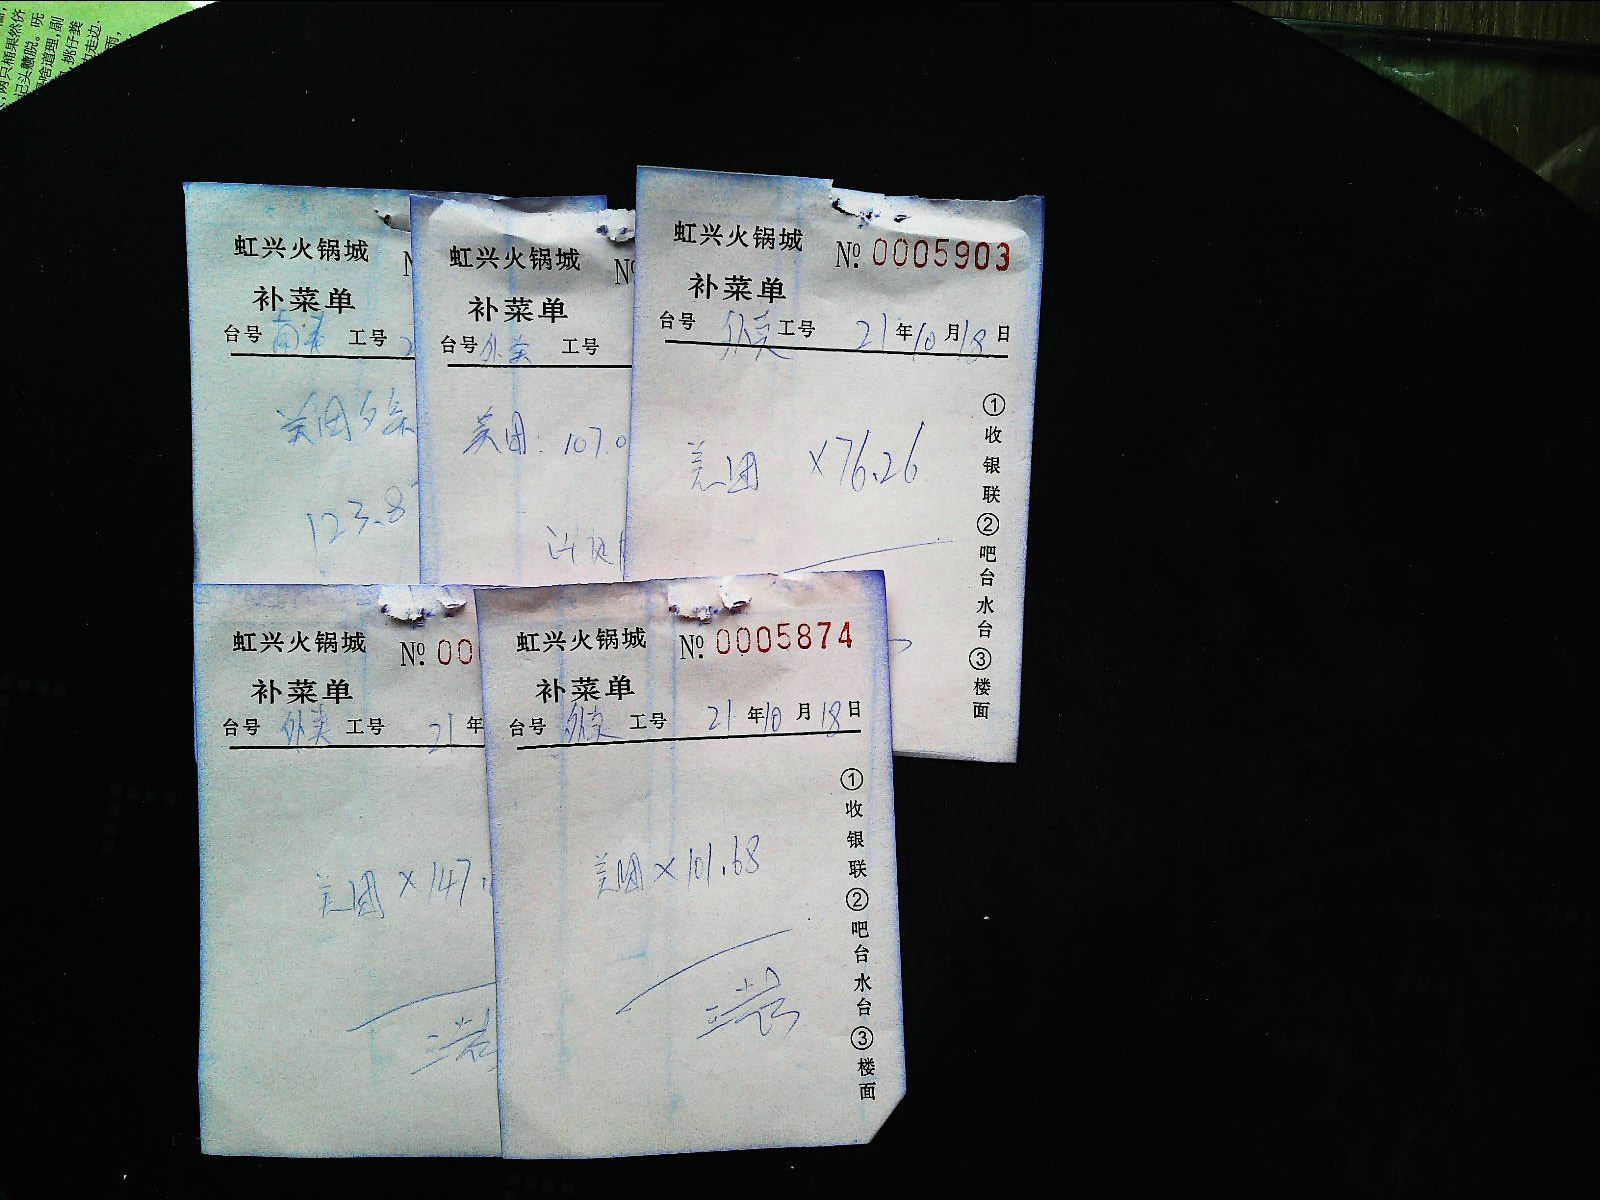 虹兴火锅城
补菜单
台号 工号
美团外卖
123.8
虹兴火锅城
补菜单
台号 外卖 工号
美团: 107.0
虹兴火锅城 № 0005903
补菜单
台号 外卖 工号 21年10月18日
美团 ×76.26
①收银联②吧台水台③楼面
虹兴火锅城 № 00
补菜单
台号 外卖 工号 21年
美团×147.
虹兴火锅城 № 0005874
补菜单
台号 外卖 工号 21年10月18日
美团×101.68
①收银联②吧台水台③楼面